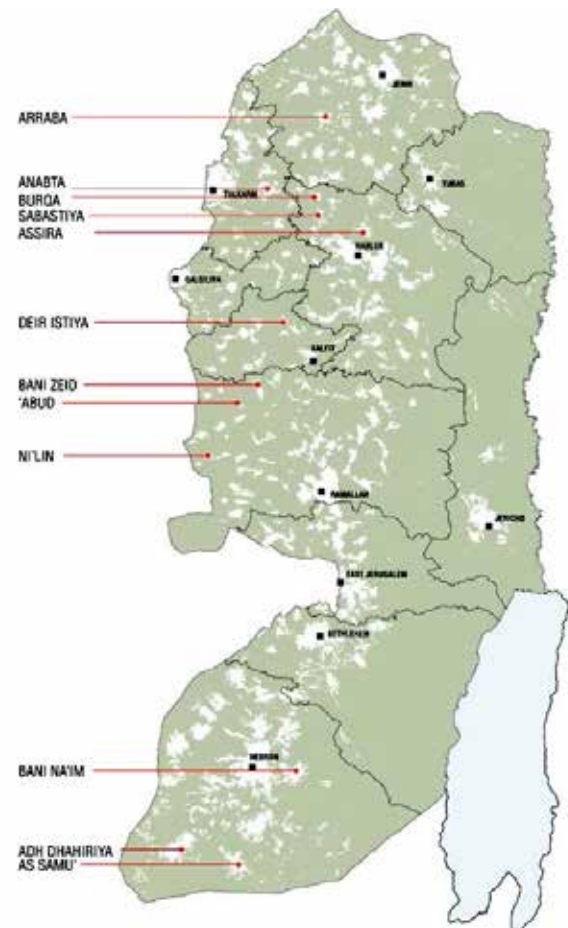 JENIN
ARRABA
TUBAS
ANABTA
TULKARM
BURQA
SABASTIYA
ASSIRA
NABLUS
QALQILIYA
DEIR ISTIYA
SALFIT
BANI ZEID
'ABUD
NI'LIN
RAMALLAH
JERICHO
EAST JERUSALEM
BETHLEHEM
HEBRON
BANI NA'IM
ADH DHAHIRIYA
AS SAMU'